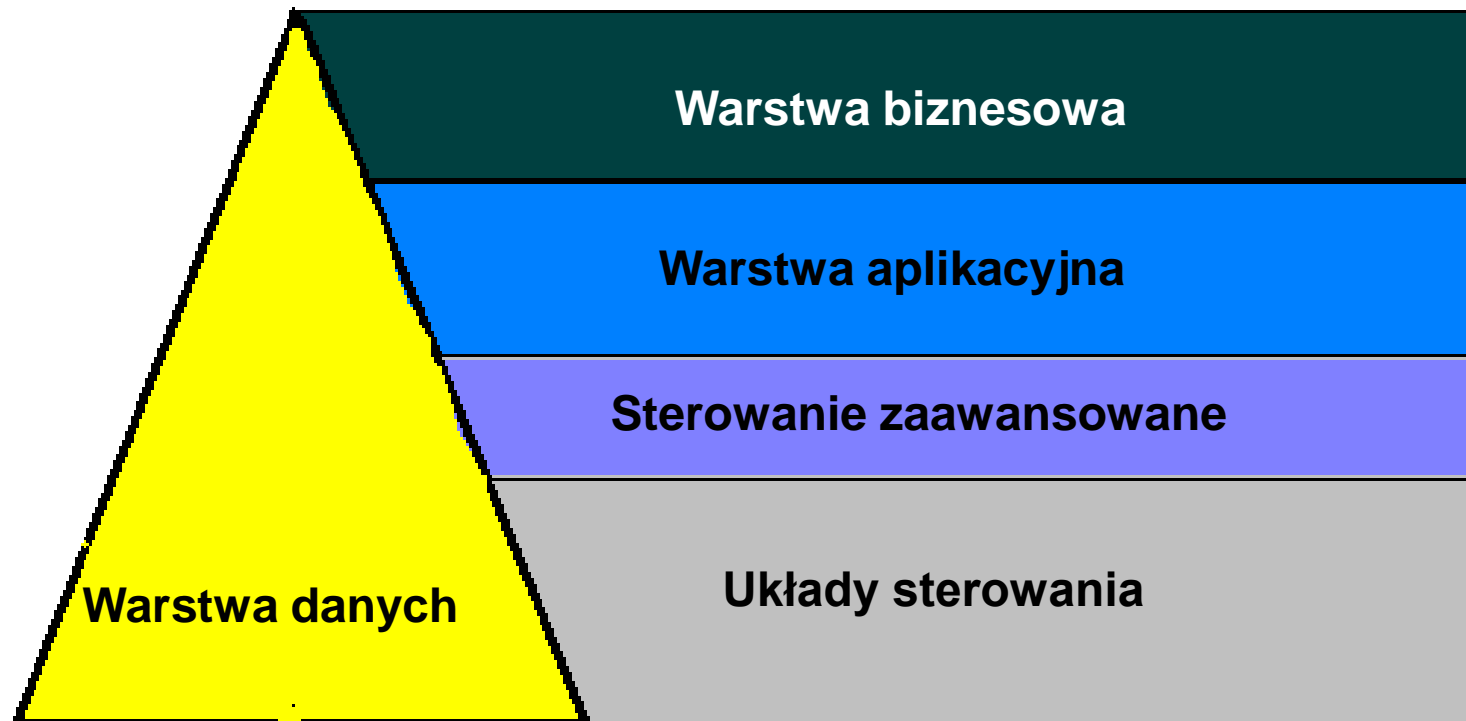 Warstwa biznesowa
Warstwa aplikacyjna
Sterowanie zaawansowane
Układy sterowania
Warstwa danych